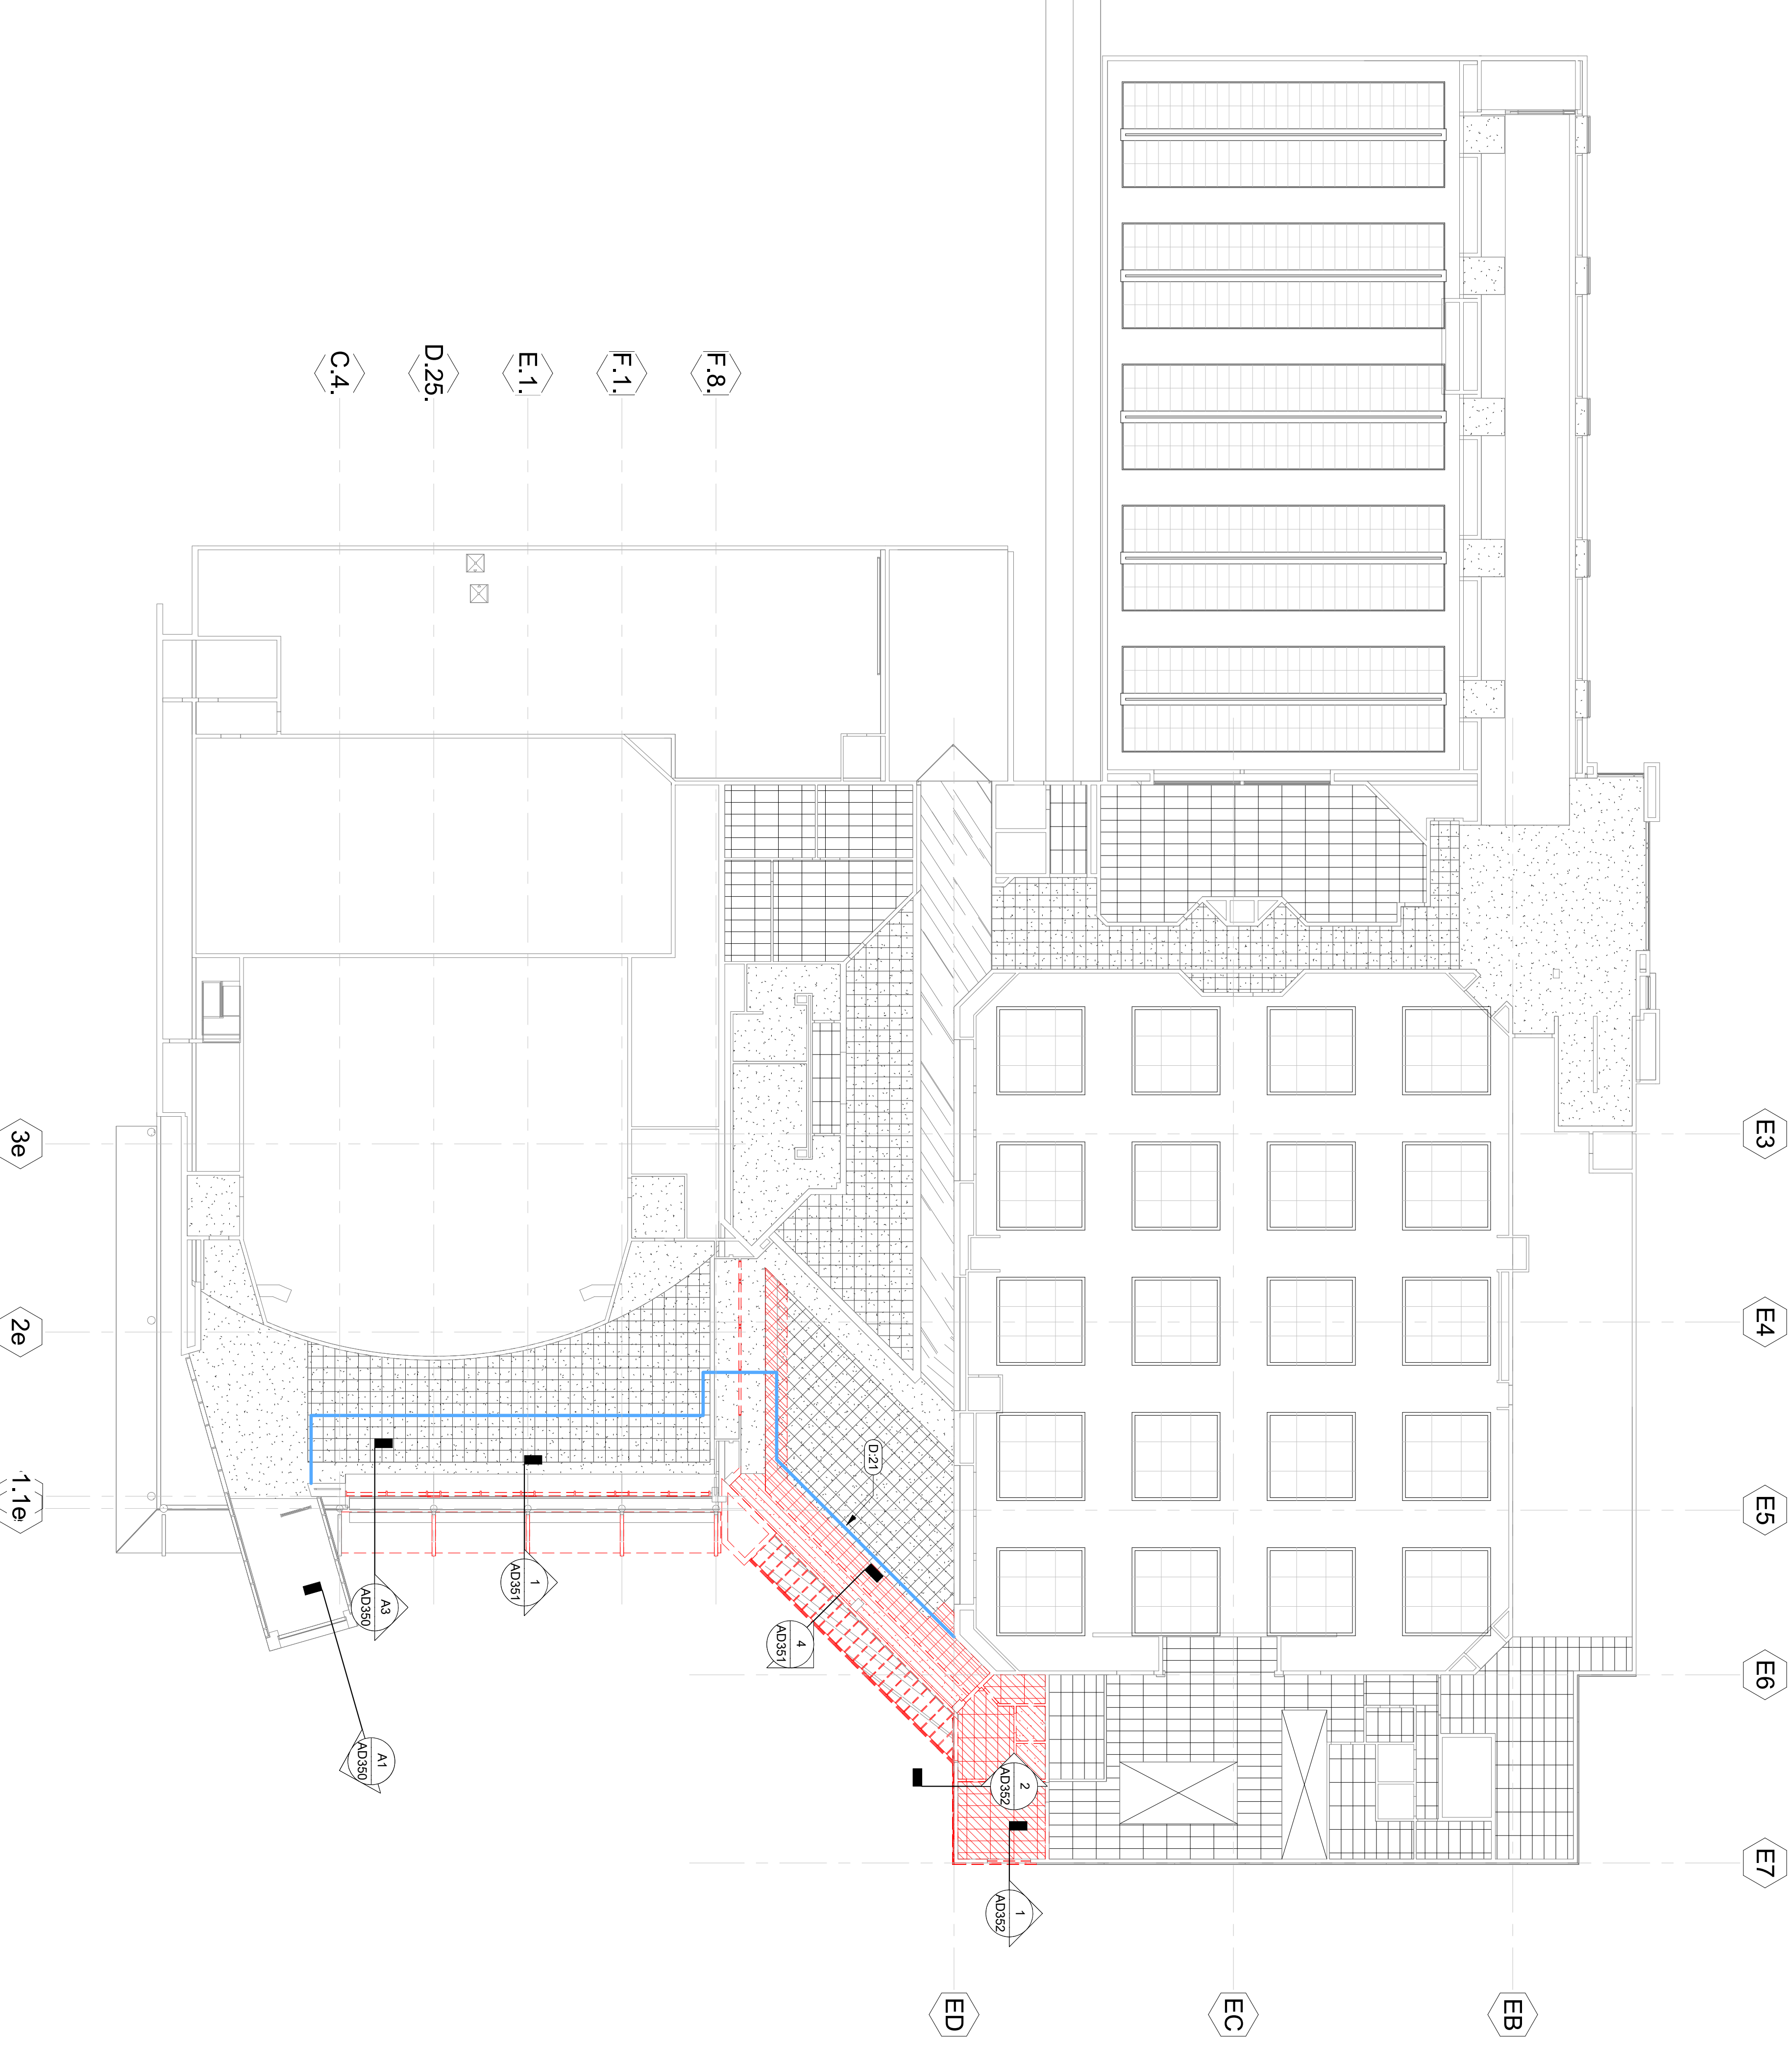 C.4.
D.25.
E.1.
F.1.
F.8.
3e
2e
1.1e
E3
E4
E5
E6
E7
ED
EC
EB
D:21
A3
AD350
1
AD351
4
AD351
A1
AD350
2
AD352
1
AD352